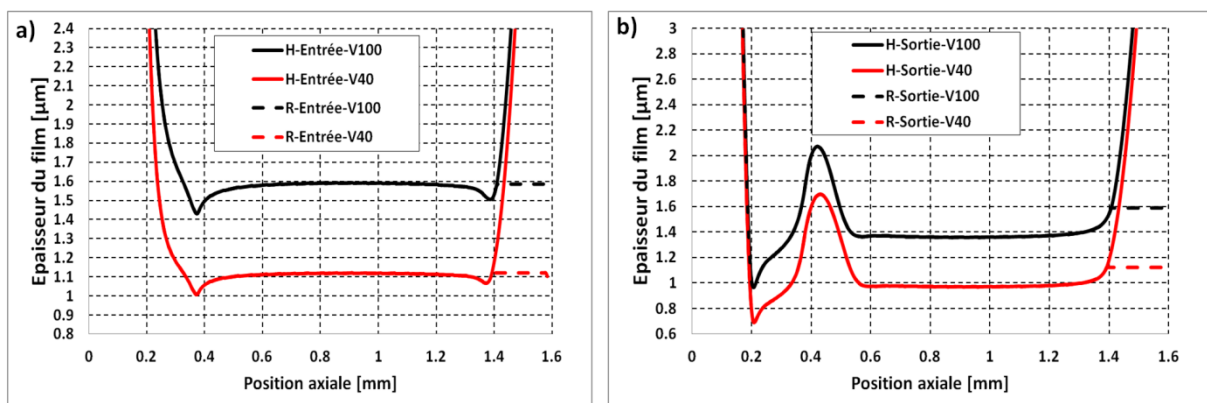 a)
Epaisseur du film [µm]
2.4
2.3
2.2
2.1
2
1.9
1.8
1.7
1.6
1.5
1.4
1.3
1.2
1.1
1
0.9
0.8
H-Entrée-V100
H-Entrée-V40
R-Entrée-V100
R-Entrée-V40
0 0.2 0.4 0.6 0.8 1 1.2 1.4 1.6
Position axiale [mm]
b)
Epaisseur du film [µm]
3
2.8
2.6
2.4
2.2
2
1.8
1.6
1.4
1.2
1
0.8
0.6
H-Sortie-V100
H-Sortie-V40
R-Sortie-V100
R-Sortie-V40
0 0.2 0.4 0.6 0.8 1 1.2 1.4 1.6
Position axiale [mm]